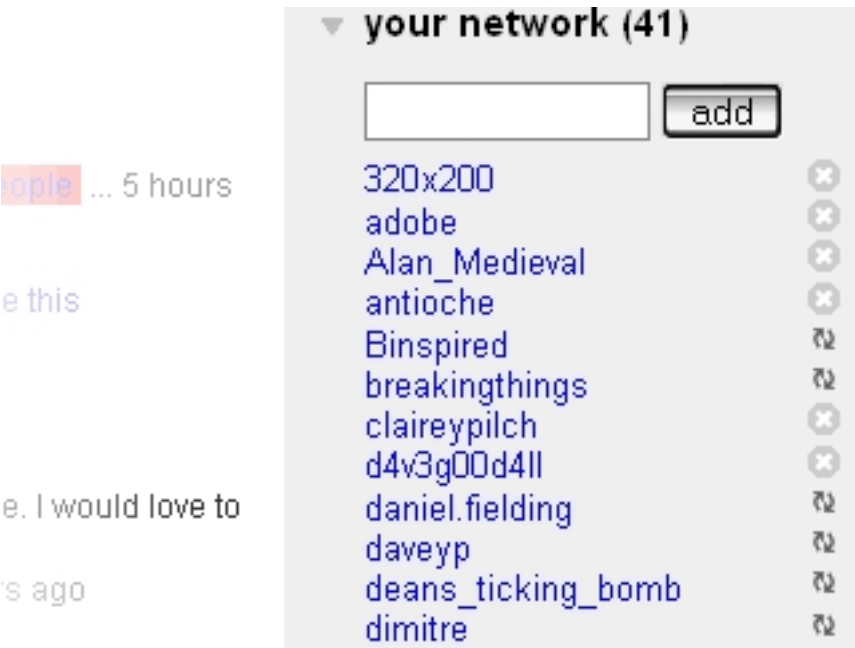 your network (41)
add
eople ... 5 hours
320x200
adobe
Alan_Medieval
e this
antioche
Binspired
breakingthings
claireypilch
d4v3g00d4ll
e. I would love to
daniel.fielding
daveyp
s ago
deans_ticking_bomb
dimitre